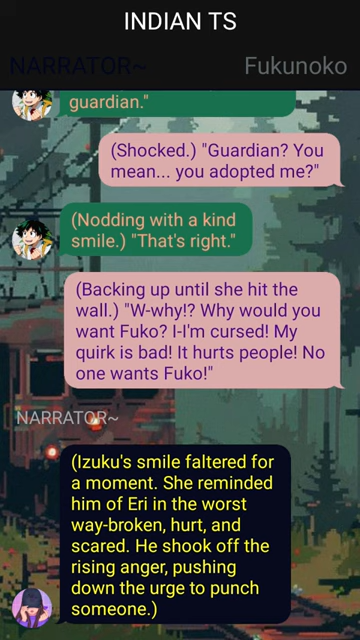 INDIAN TS
NARRATOR~
Fukunoko
guardian."
(Shocked.) "Guardian? You
mean... you adopted me?"
(Nodding with a kind
smile.) "That's right."
(Backing up until she hit the
wall.) "W-why!? Why would you
want Fuko? I-I'm cursed! My
quirk is bad! It hurts people! No
one wants Fuko!"
NARRATOR~
(Izuku's smile faltered for
a moment. She reminded
him of Eri in the worst
way-broken, hurt, and
scared. He shook off the
rising anger, pushing
down the urge to punch
someone.)